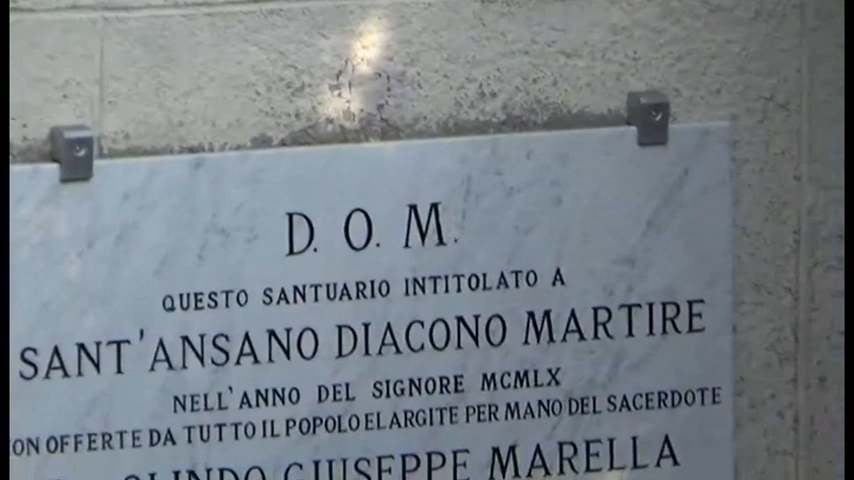 D. O. M.
QUESTO SANTUARIO INTITOLATO A
SANT'ANSANO DIACONO MARTIRE
NELL'ANNO DEL SIGNORE MCMLX
ON OFFERTE DA TUTTO IL POPOLO ELARGITE PER MANO DEL SACERDOTE
GIUSEPPE MARELLA